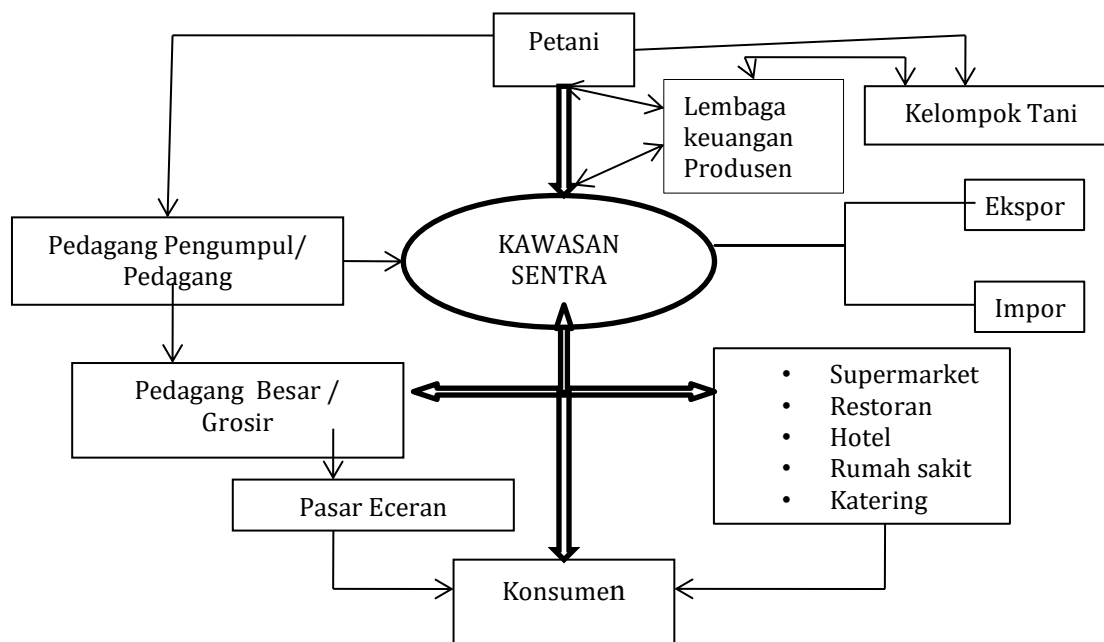 Petani
Lembaga
keuangan
Produsen
Kelompok Tani
Ekspor
Pedagang Pengumpul/
Pedagang
KAWASAN
SENTRA
Impor
Pedagang Besar /
Grosir
• Supermarket
• Restoran
• Hotel
• Rumah sakit
• Katering
Pasar Eceran
Konsumen